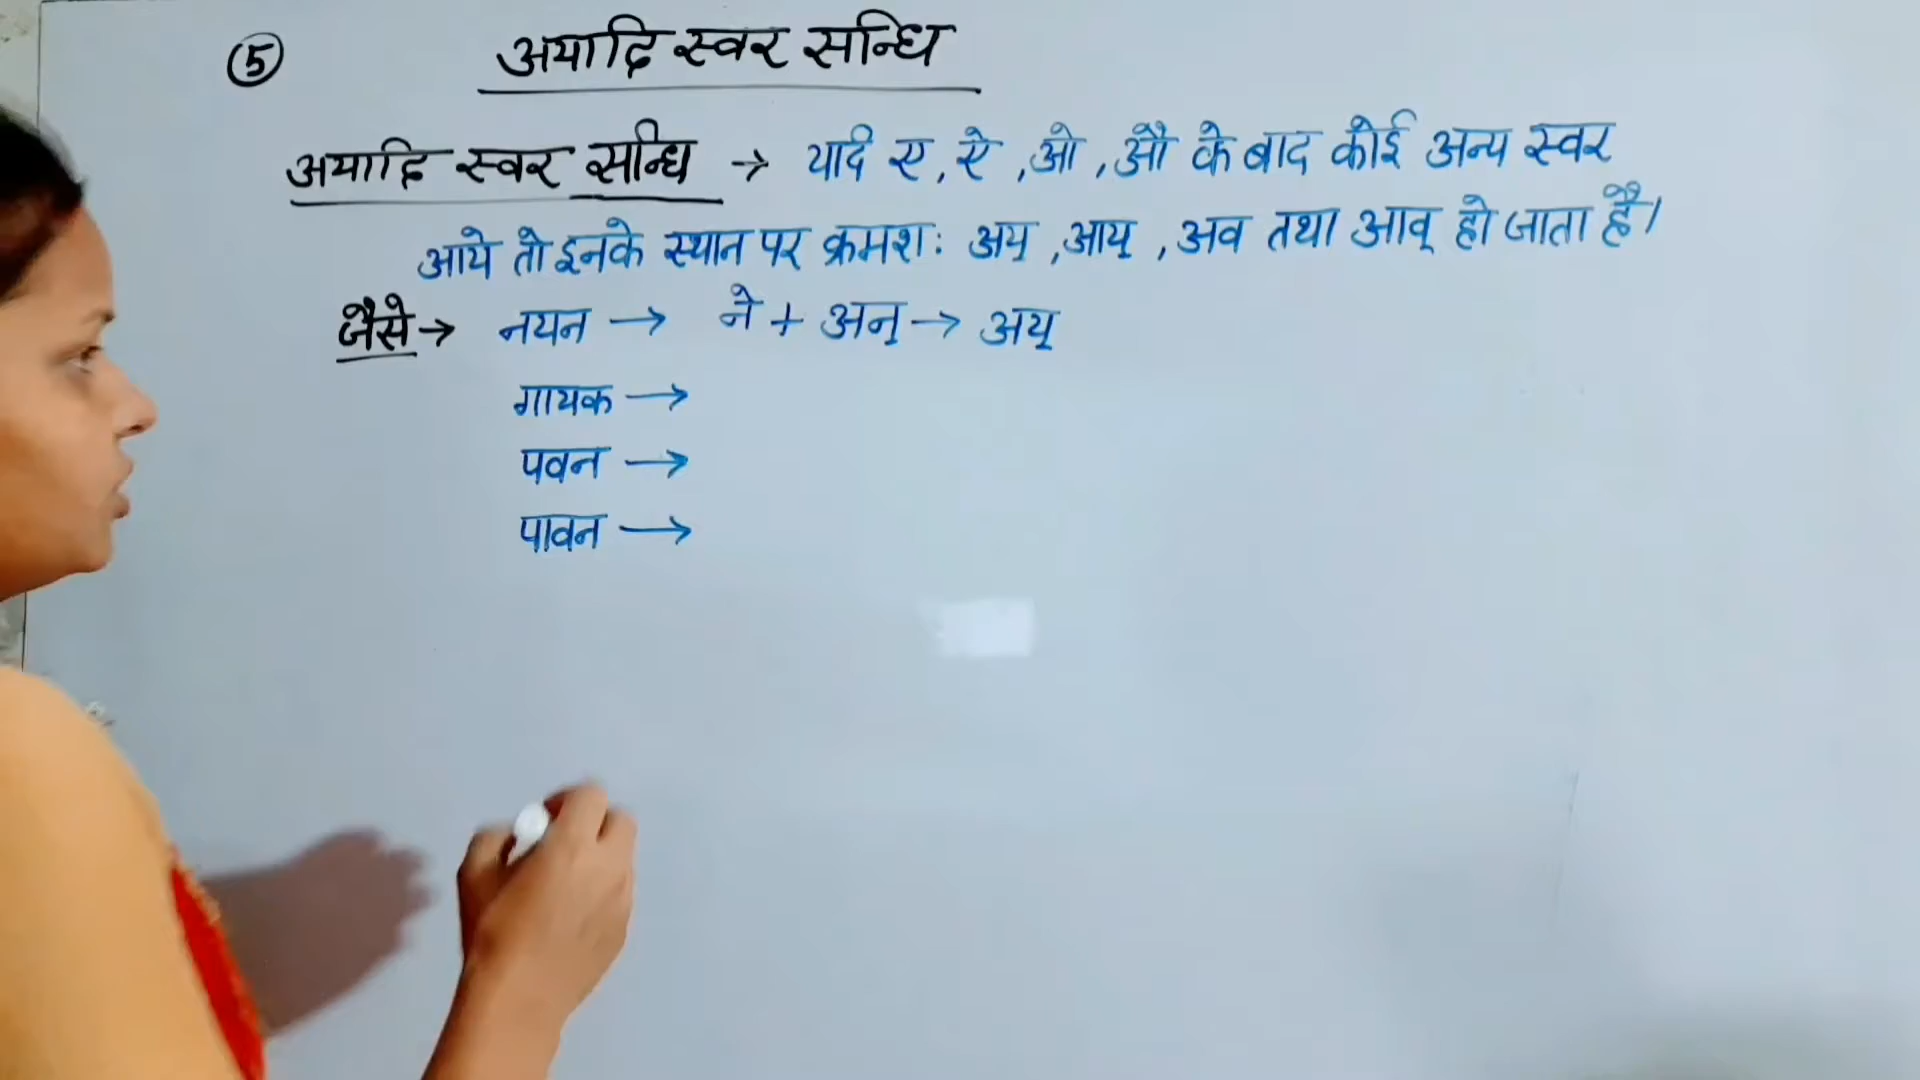 (5) अयादि स्वर सन्धि
अयादि स्वर सन्धि → यदि ए, ऐ, ओ, औ के बाद कोई अन्य स्वर
आये तो इनके स्थान पर क्रमशः अय्, आय्, अव तथा आव् हो जाता है।
जैसे → नयन → ने + अन् → अय्
गायक →
पवन →
पावन →